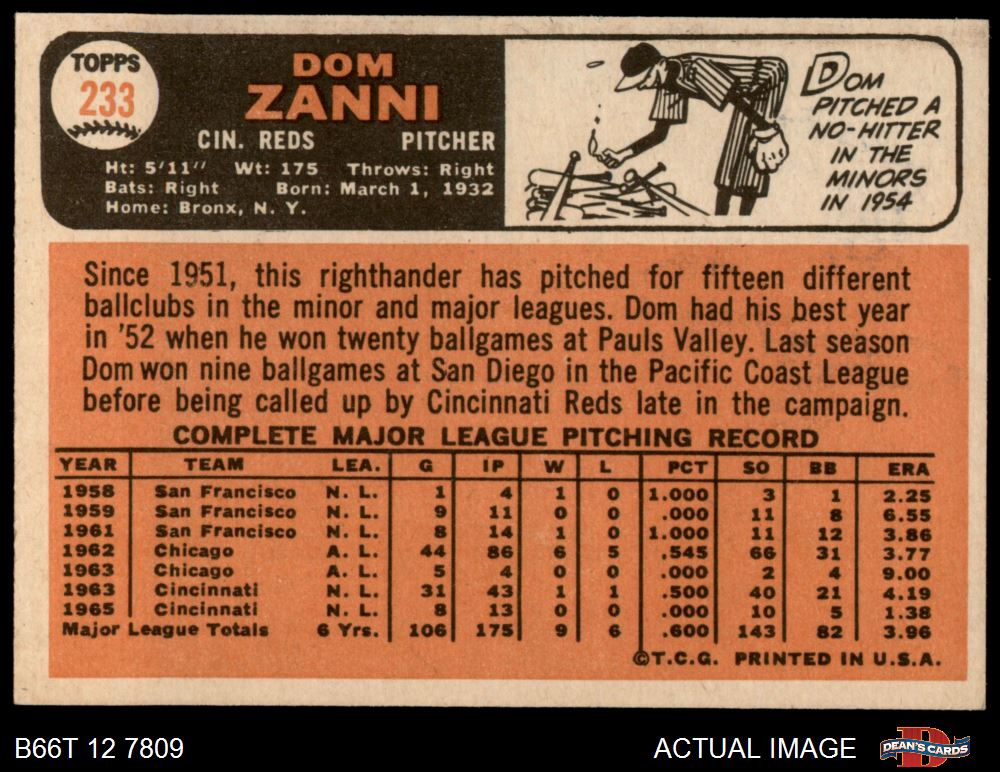 TOPPS
233
DOM
ZANNI
CIN. REDS PITCHER
Ht: 5'11" Wt: 175 Throws: Right
Bats: Right Born: March 1, 1932
Home: Bronx, N. Y.
DOM
PITCHED A
NO-HITTER
IN THE
MINORS
IN 1954
Since 1951, this righthander has pitched for fifteen different
ballclubs in the minor and major leagues. Dom had his best year
in '52 when he won twenty ballgames at Pauls Valley. Last season
Dom won nine ballgames at San Diego in the Pacific Coast League
before being called up by Cincinnati Reds late in the campaign.
COMPLETE MAJOR LEAGUE PITCHING RECORD
YEAR TEAM LEA. G IP W L PCT SO BB ERA
1958 San Francisco N. L. 1 4 1 0 1.000 3 1 2.25
1959 San Francisco N. L. 9 11 0 0 .000 11 8 6.55
1961 San Francisco N. L. 8 14 1 0 1.000 11 12 3.86
1962 Chicago A. L. 44 86 6 5 .545 66 31 3.77
1963 Chicago A. L. 5 4 0 0 .000 2 4 9.00
1963 Cincinnati N. L. 31 43 1 1 .500 40 21 4.19
1965 Cincinnati N. L. 8 13 0 0 .000 10 5 1.38
Major League Totals 6 Yrs. 106 175 9 6 .600 143 82 3.96
©T.C.G. PRINTED IN U.S.A.
B66T 12 7809 ACTUAL IMAGE DEAN'S CARDS